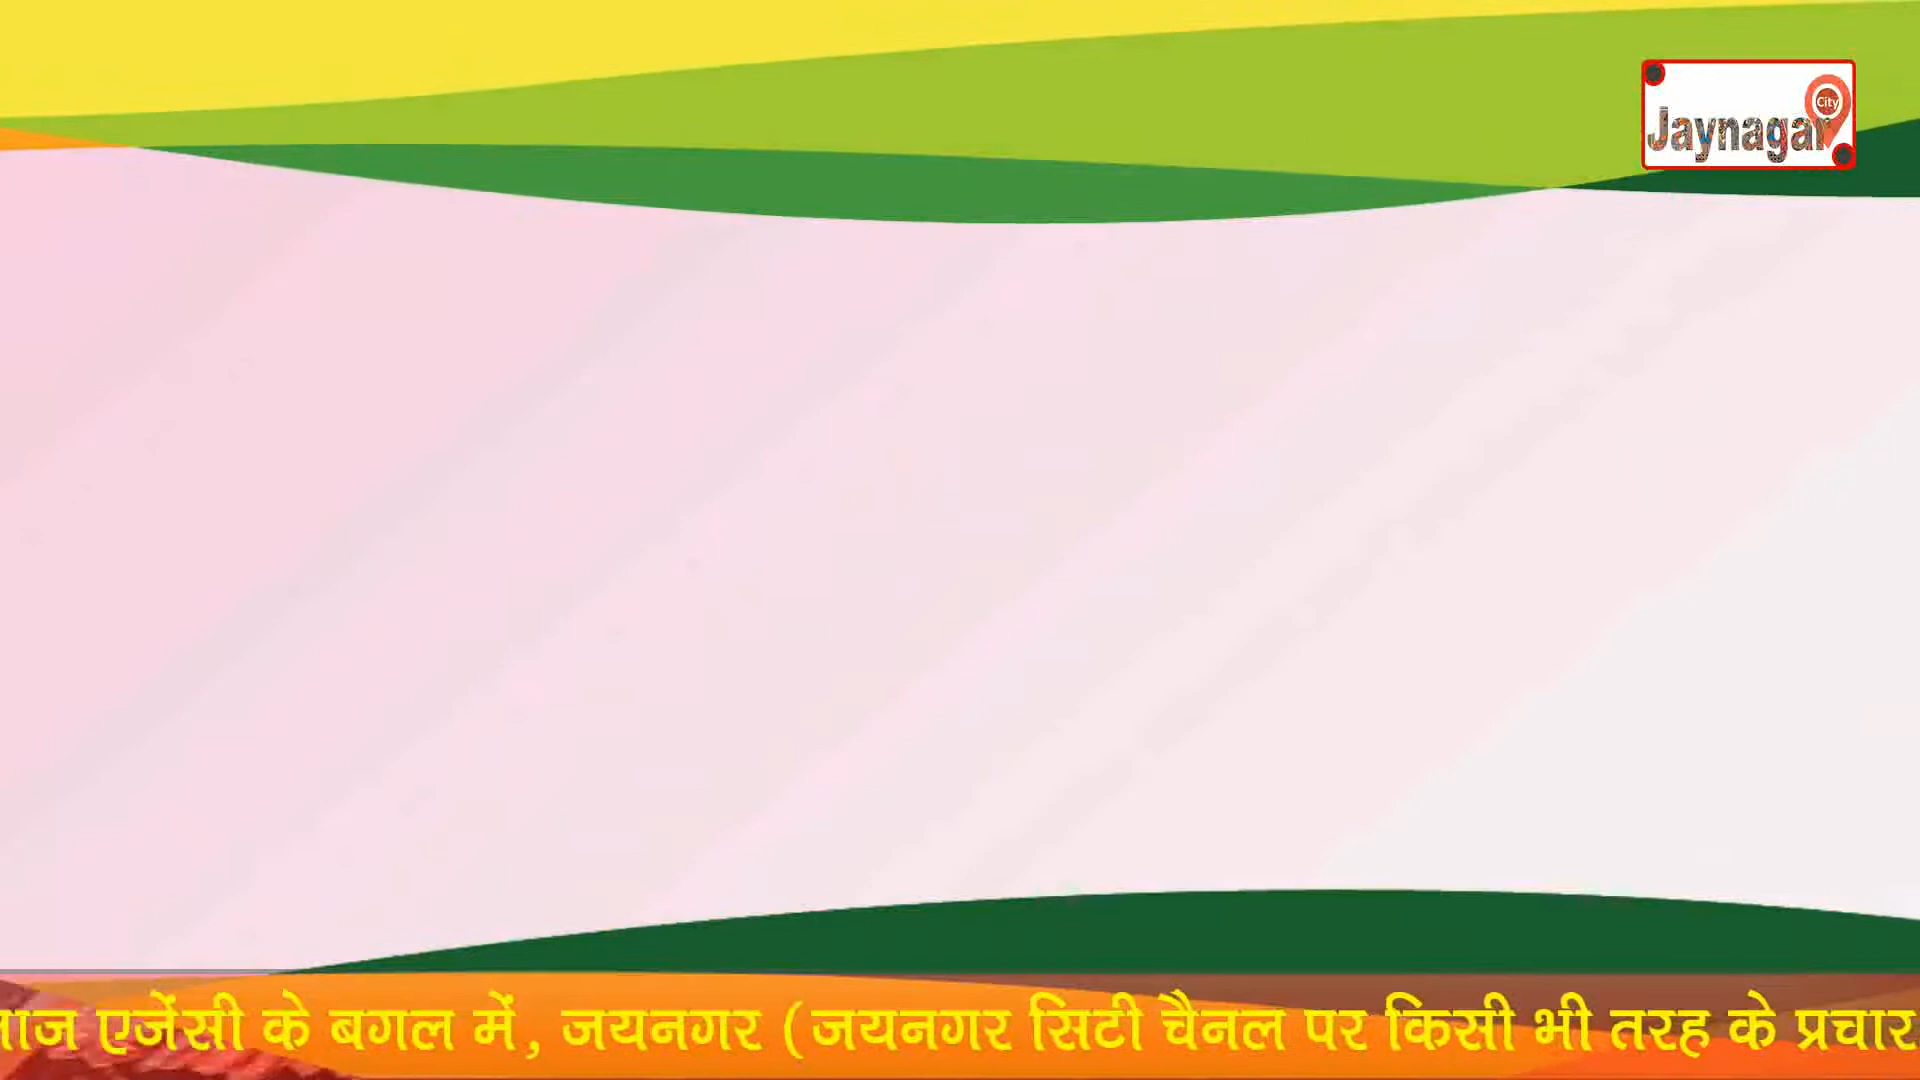 City
Jaynagar
एजेंसी के बगल में, जयनगर (जयनगर सिटी चैनल पर किसी भी तरह के प्रचार